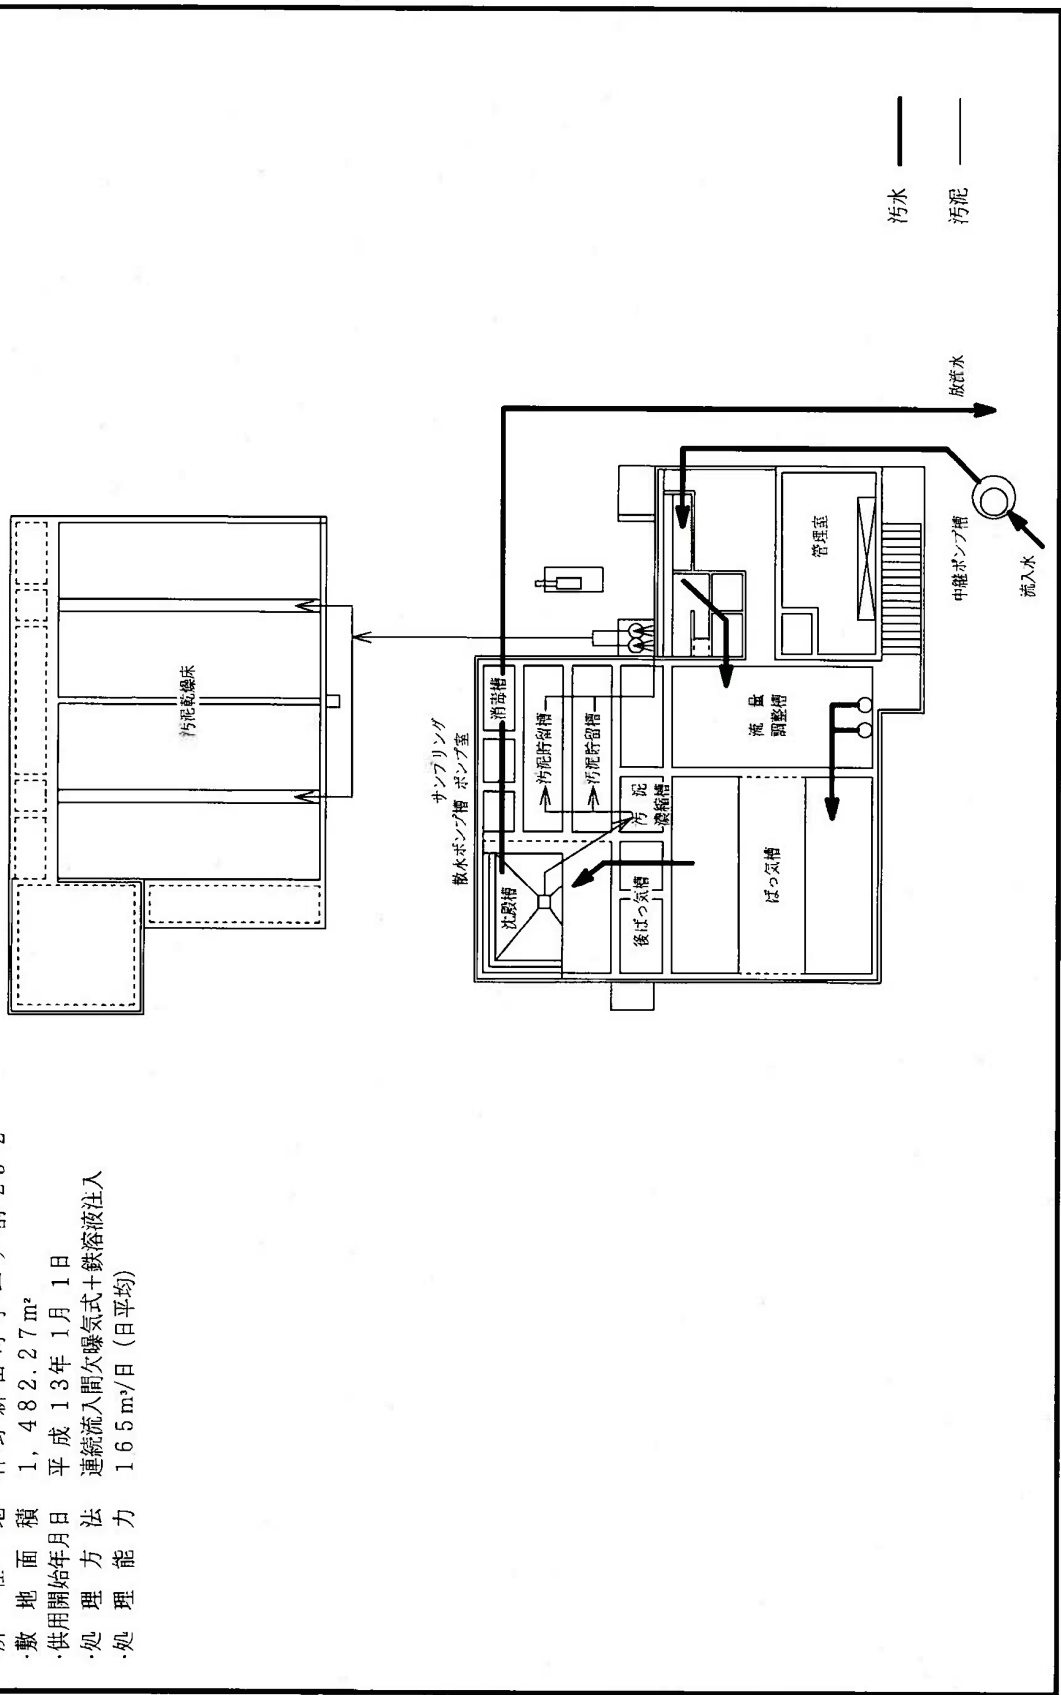 ・敷地面積 1,482.27m²
・供用開始年月日 平成13年1月1日
・処理方法 連続流入間欠曝気式＋鉄溶液注入
・処理能力 165m³/日（日平均）
汚泥乾燥床
サンプリング
散水ポンプ槽 ポンプ室
沈殿槽
消毒槽
汚泥貯留槽
汚泥貯留槽
汚泥
濃縮槽
後ばっ気槽
ばっ気槽
流量
調整槽
管理室
中継ポンプ槽
流入水
放流水
汚水
汚泥